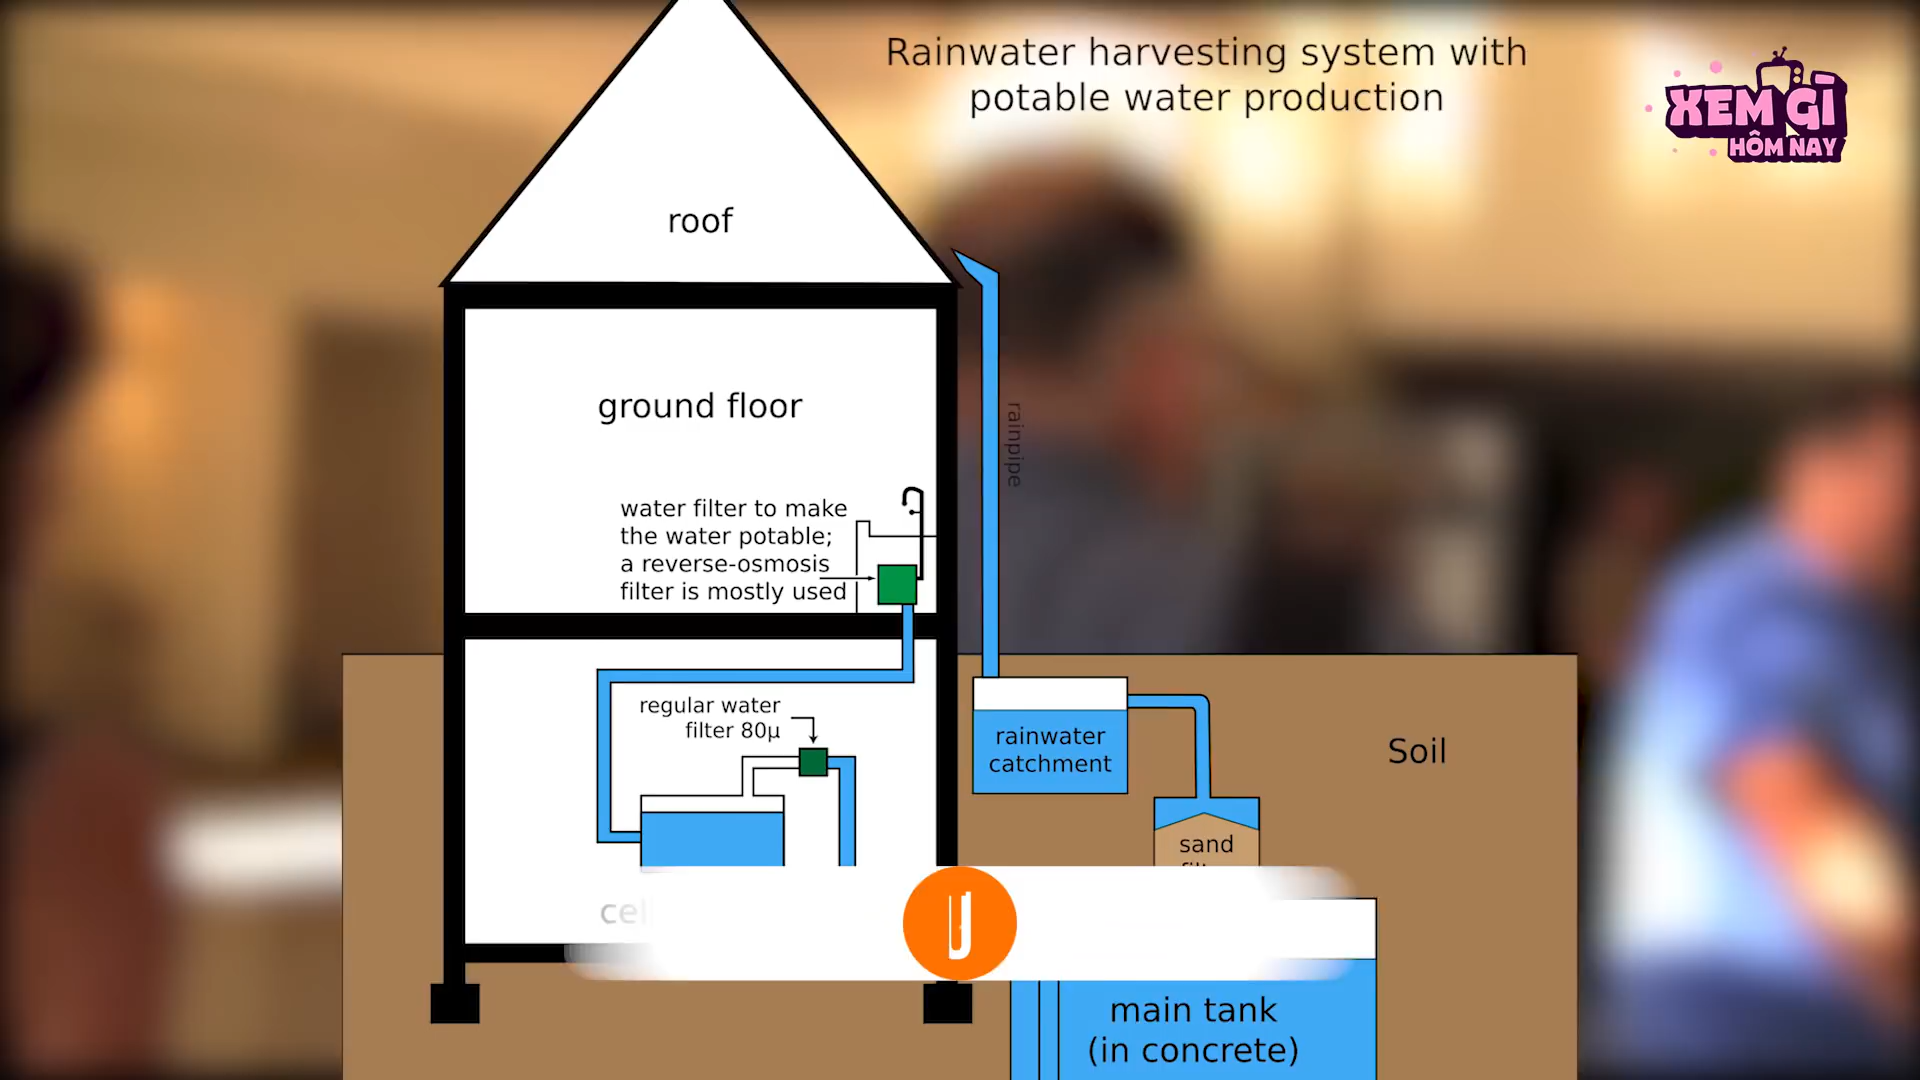 Rainwater harvesting system with
potable water production
XEM GÌ
HÔM NAY
roof
ground floor
rainpipe
water filter to make
the water potable;
a reverse-osmosis
filter is mostly used
regular water
filter 80µ
rainwater
catchment
Soil
sand
main tank
(in concrete)